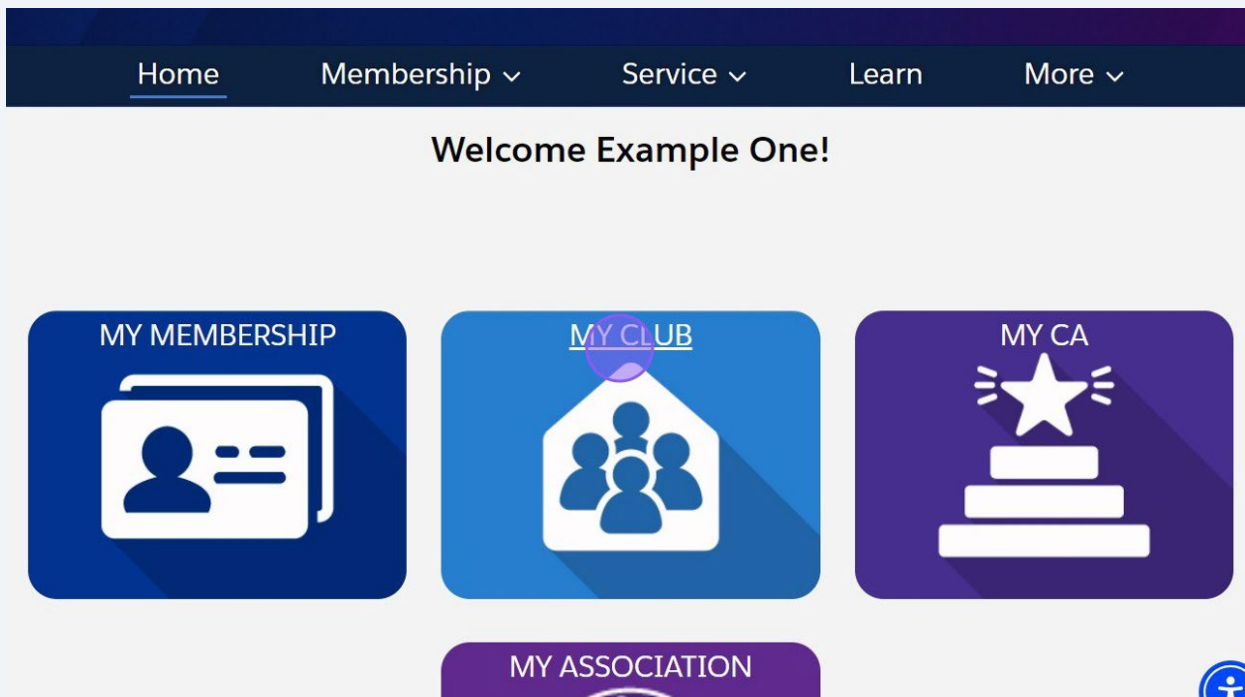 Home Membership Service Learn More
Welcome Example One!
MY MEMBERSHIP
MY CLUB
MY CA
MY ASSOCIATION